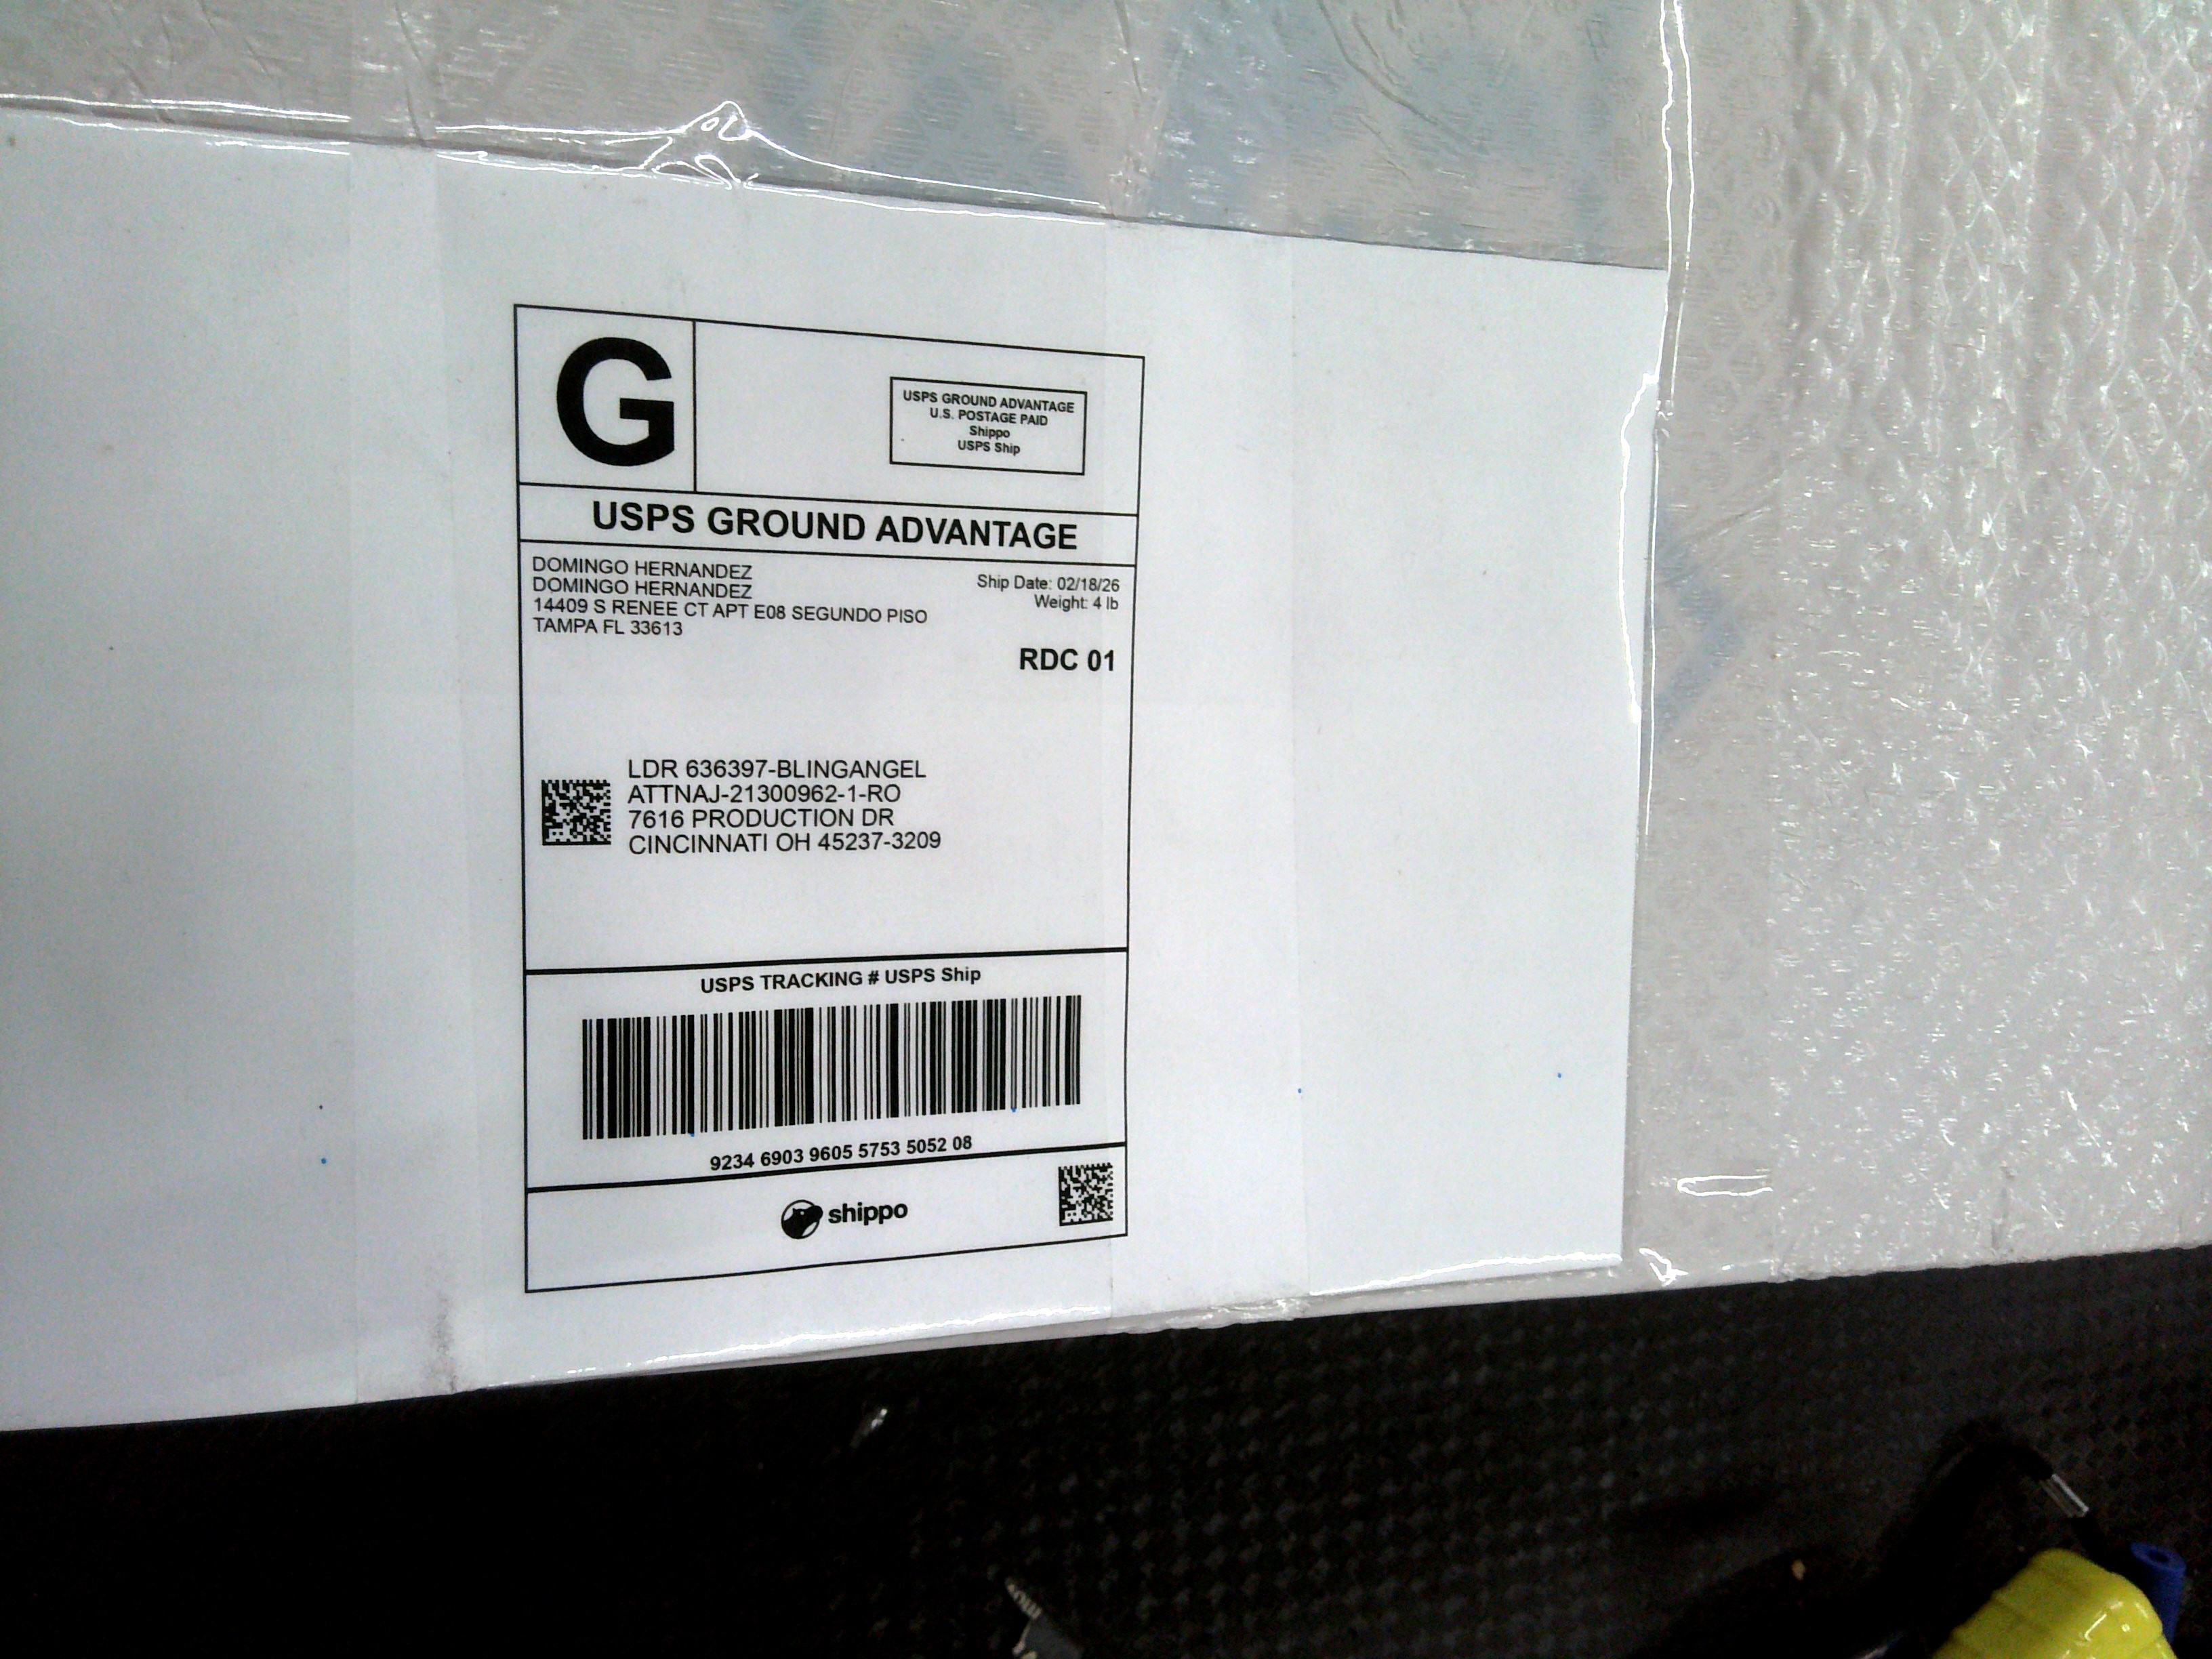 G
USPS GROUND ADVANTAGE
U.S. POSTAGE PAID
Shippo
USPS Ship
USPS GROUND ADVANTAGE
DOMINGO HERNANDEZ
DOMINGO HERNANDEZ
14409 S RENEE CT APT E08 SEGUNDO PISO
TAMPA FL 33613
Ship Date: 02/18/26
Weight: 4 lb
RDC 01
LDR 636397-BLINGANGEL
ATTNAJ-21300962-1-RO
7616 PRODUCTION DR
CINCINNATI OH 45237-3209
USPS TRACKING # USPS Ship
9234 6903 9605 5753 5052 08
shippo